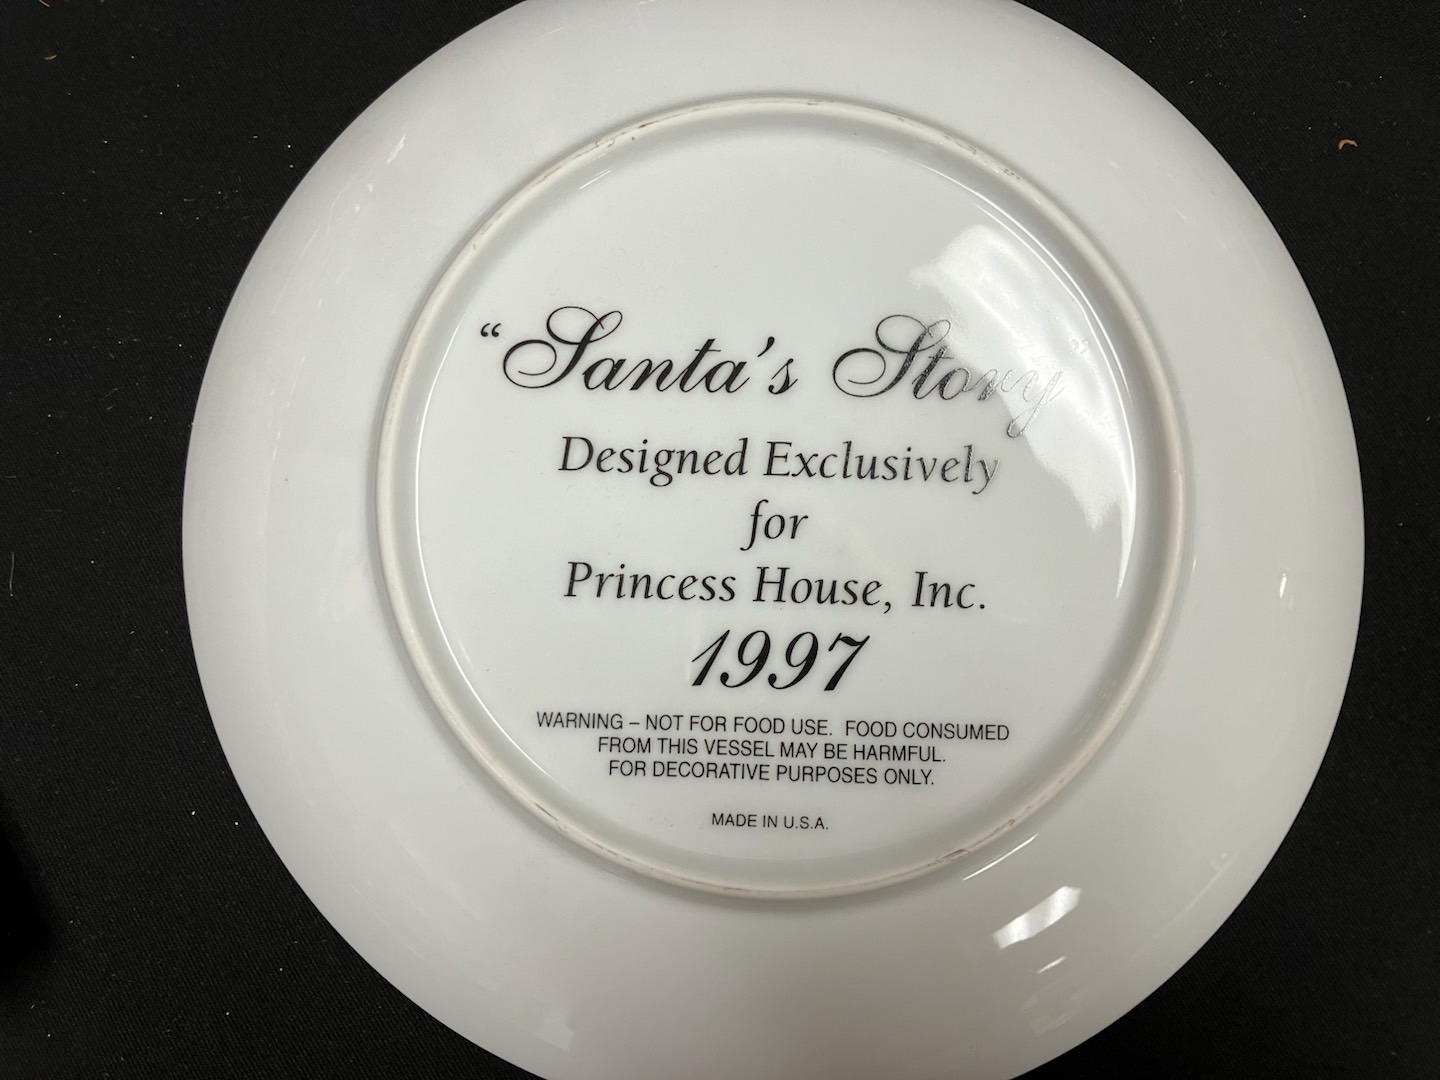 “Santa's Story”
Designed Exclusively
for
Princess House, Inc.
1997
WARNING – NOT FOR FOOD USE. FOOD CONSUMED
FROM THIS VESSEL MAY BE HARMFUL.
FOR DECORATIVE PURPOSES ONLY.
MADE IN U.S.A.